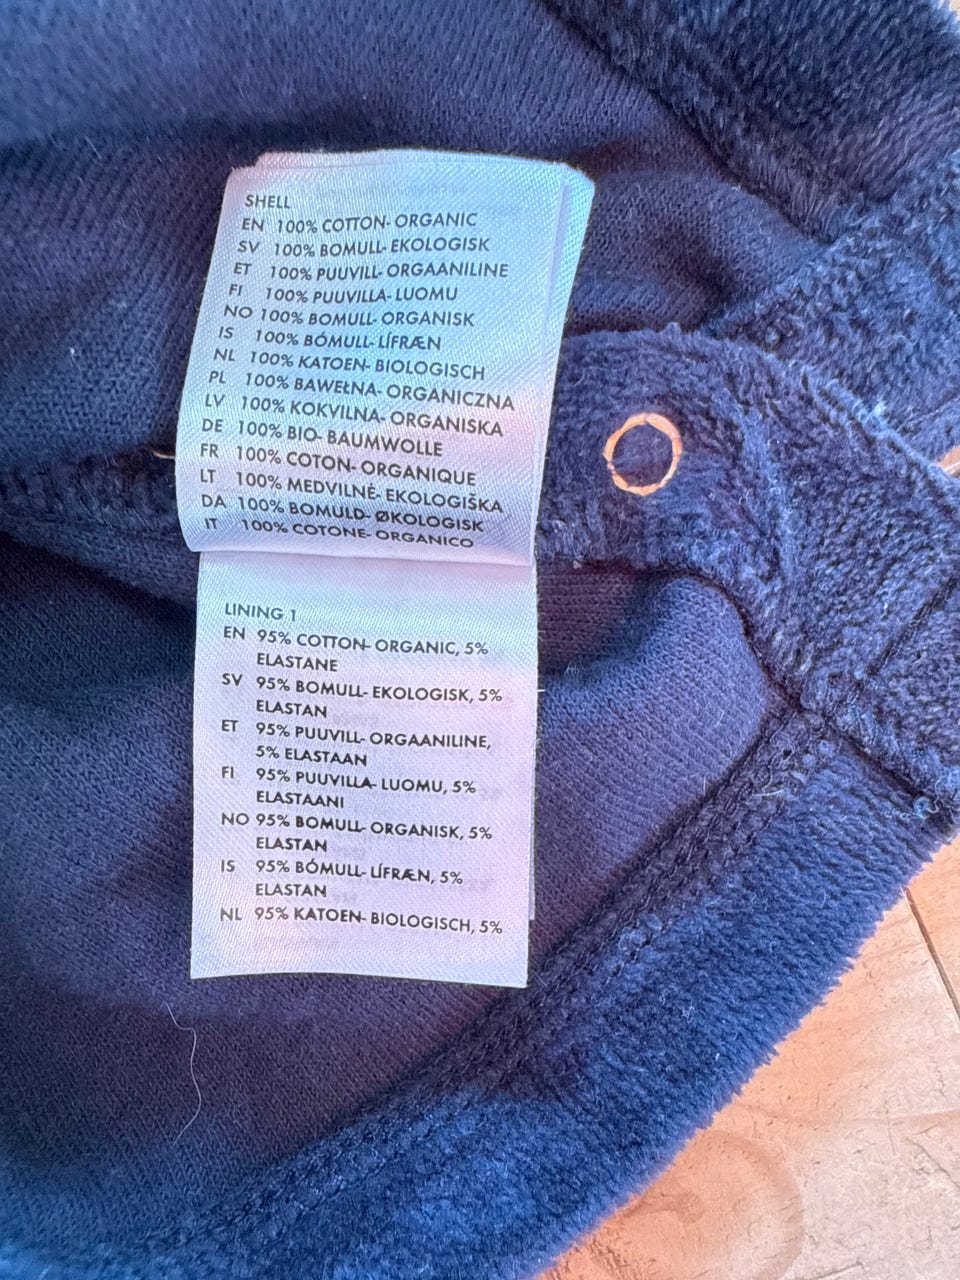 SHELL
EN 100% COTTON- ORGANIC
SV 100% BOMULL- EKOLOGISK
ET 100% PUUVILL- ORGAANILINE
FI 100% PUUVILLA- LUOMU
NO 100% BOMULL- ORGANISK
IS 100% BÓMULL- LÍFRÆN
NL 100% KATOEN- BIOLOGISCH
PL 100% BAWEŁNA- ORGANICZNA
LV 100% KOKVILNA- ORGANISKA
DE 100% BIO- BAUMWOLLE
FR 100% COTON- ORGANIQUE
LT 100% MEDVILNĖ- EKOLOGIŠKA
DA 100% BOMULD- ØKOLOGISK
IT 100% COTONE- ORGANICO
LINING 1
EN 95% COTTON- ORGANIC, 5%
ELASTANE
SV 95% BOMULL- EKOLOGISK, 5%
ELASTAN
ET 95% PUUVILL- ORGAANILINE,
5% ELASTAAN
FI 95% PUUVILLA- LUOMU, 5%
ELASTAANI
NO 95% BOMULL- ORGANISK, 5%
ELASTAN
IS 95% BÓMULL- LÍFRÆN, 5%
ELASTAN
NL 95% KATOEN- BIOLOGISCH, 5%